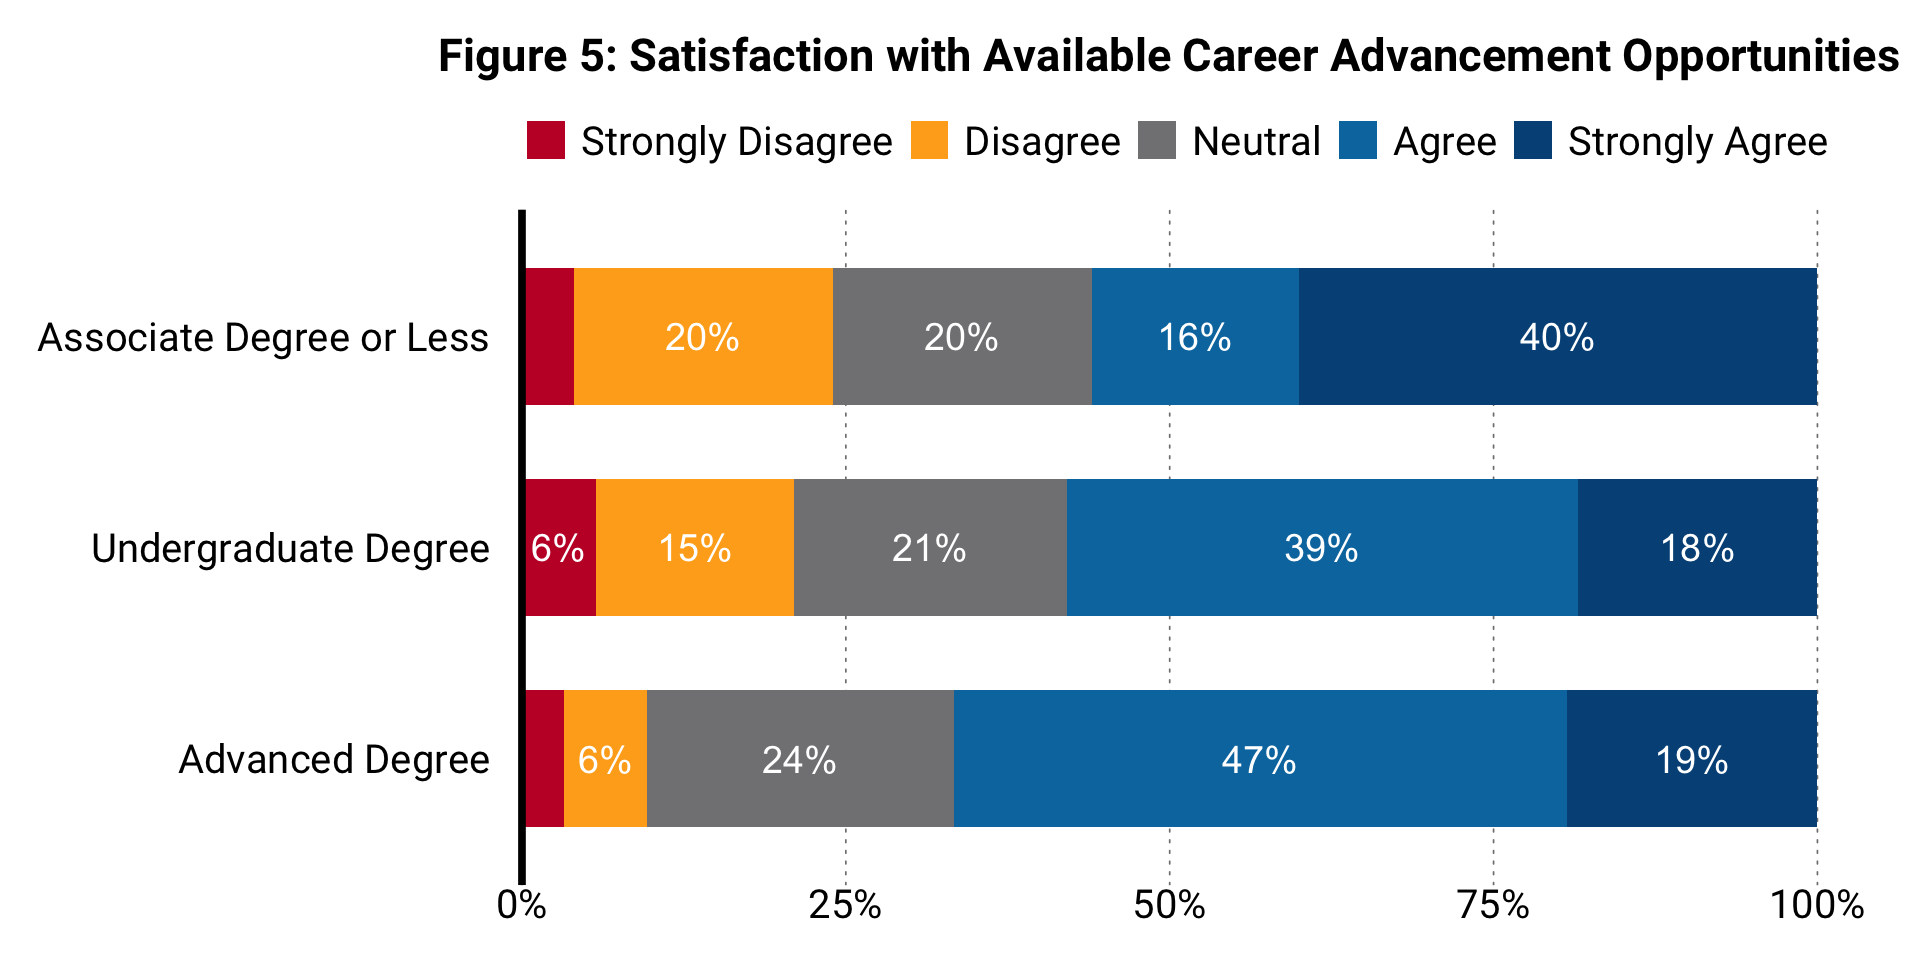 Figure 5: Satisfaction with Available Career Advancement Opportunities
Strongly Disagree Disagree Neutral Agree Strongly Agree
Associate Degree or Less 20% 20% 16% 40%
Undergraduate Degree 6% 15% 21% 39% 18%
Advanced Degree 6% 24% 47% 19%
0% 25% 50% 75% 100%